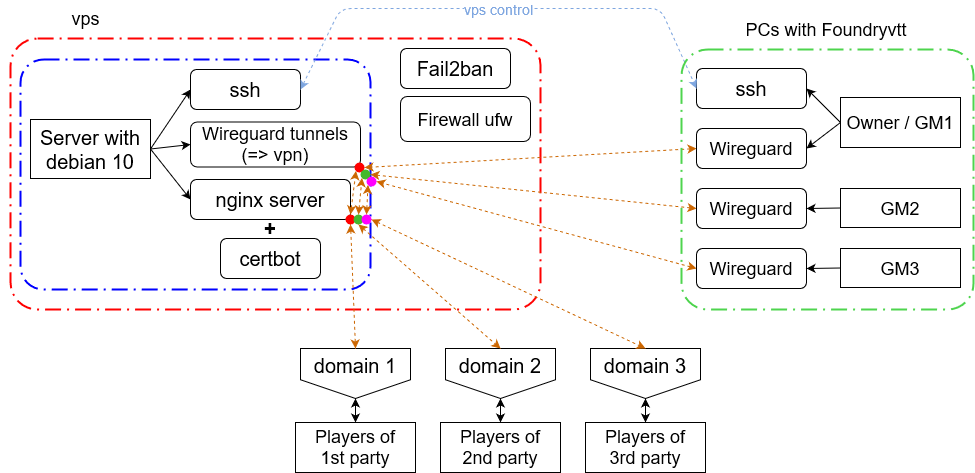 vps
vps control
PCs with Foundryvtt
Fail2ban
Firewall ufw
ssh
Server with
debian 10
Wireguard tunnels
(=> vpn)
nginx server
+
certbot
ssh
Owner / GM1
Wireguard
Wireguard
GM2
Wireguard
GM3
domain 1
domain 2
domain 3
Players of
1st party
Players of
2nd party
Players of
3rd party